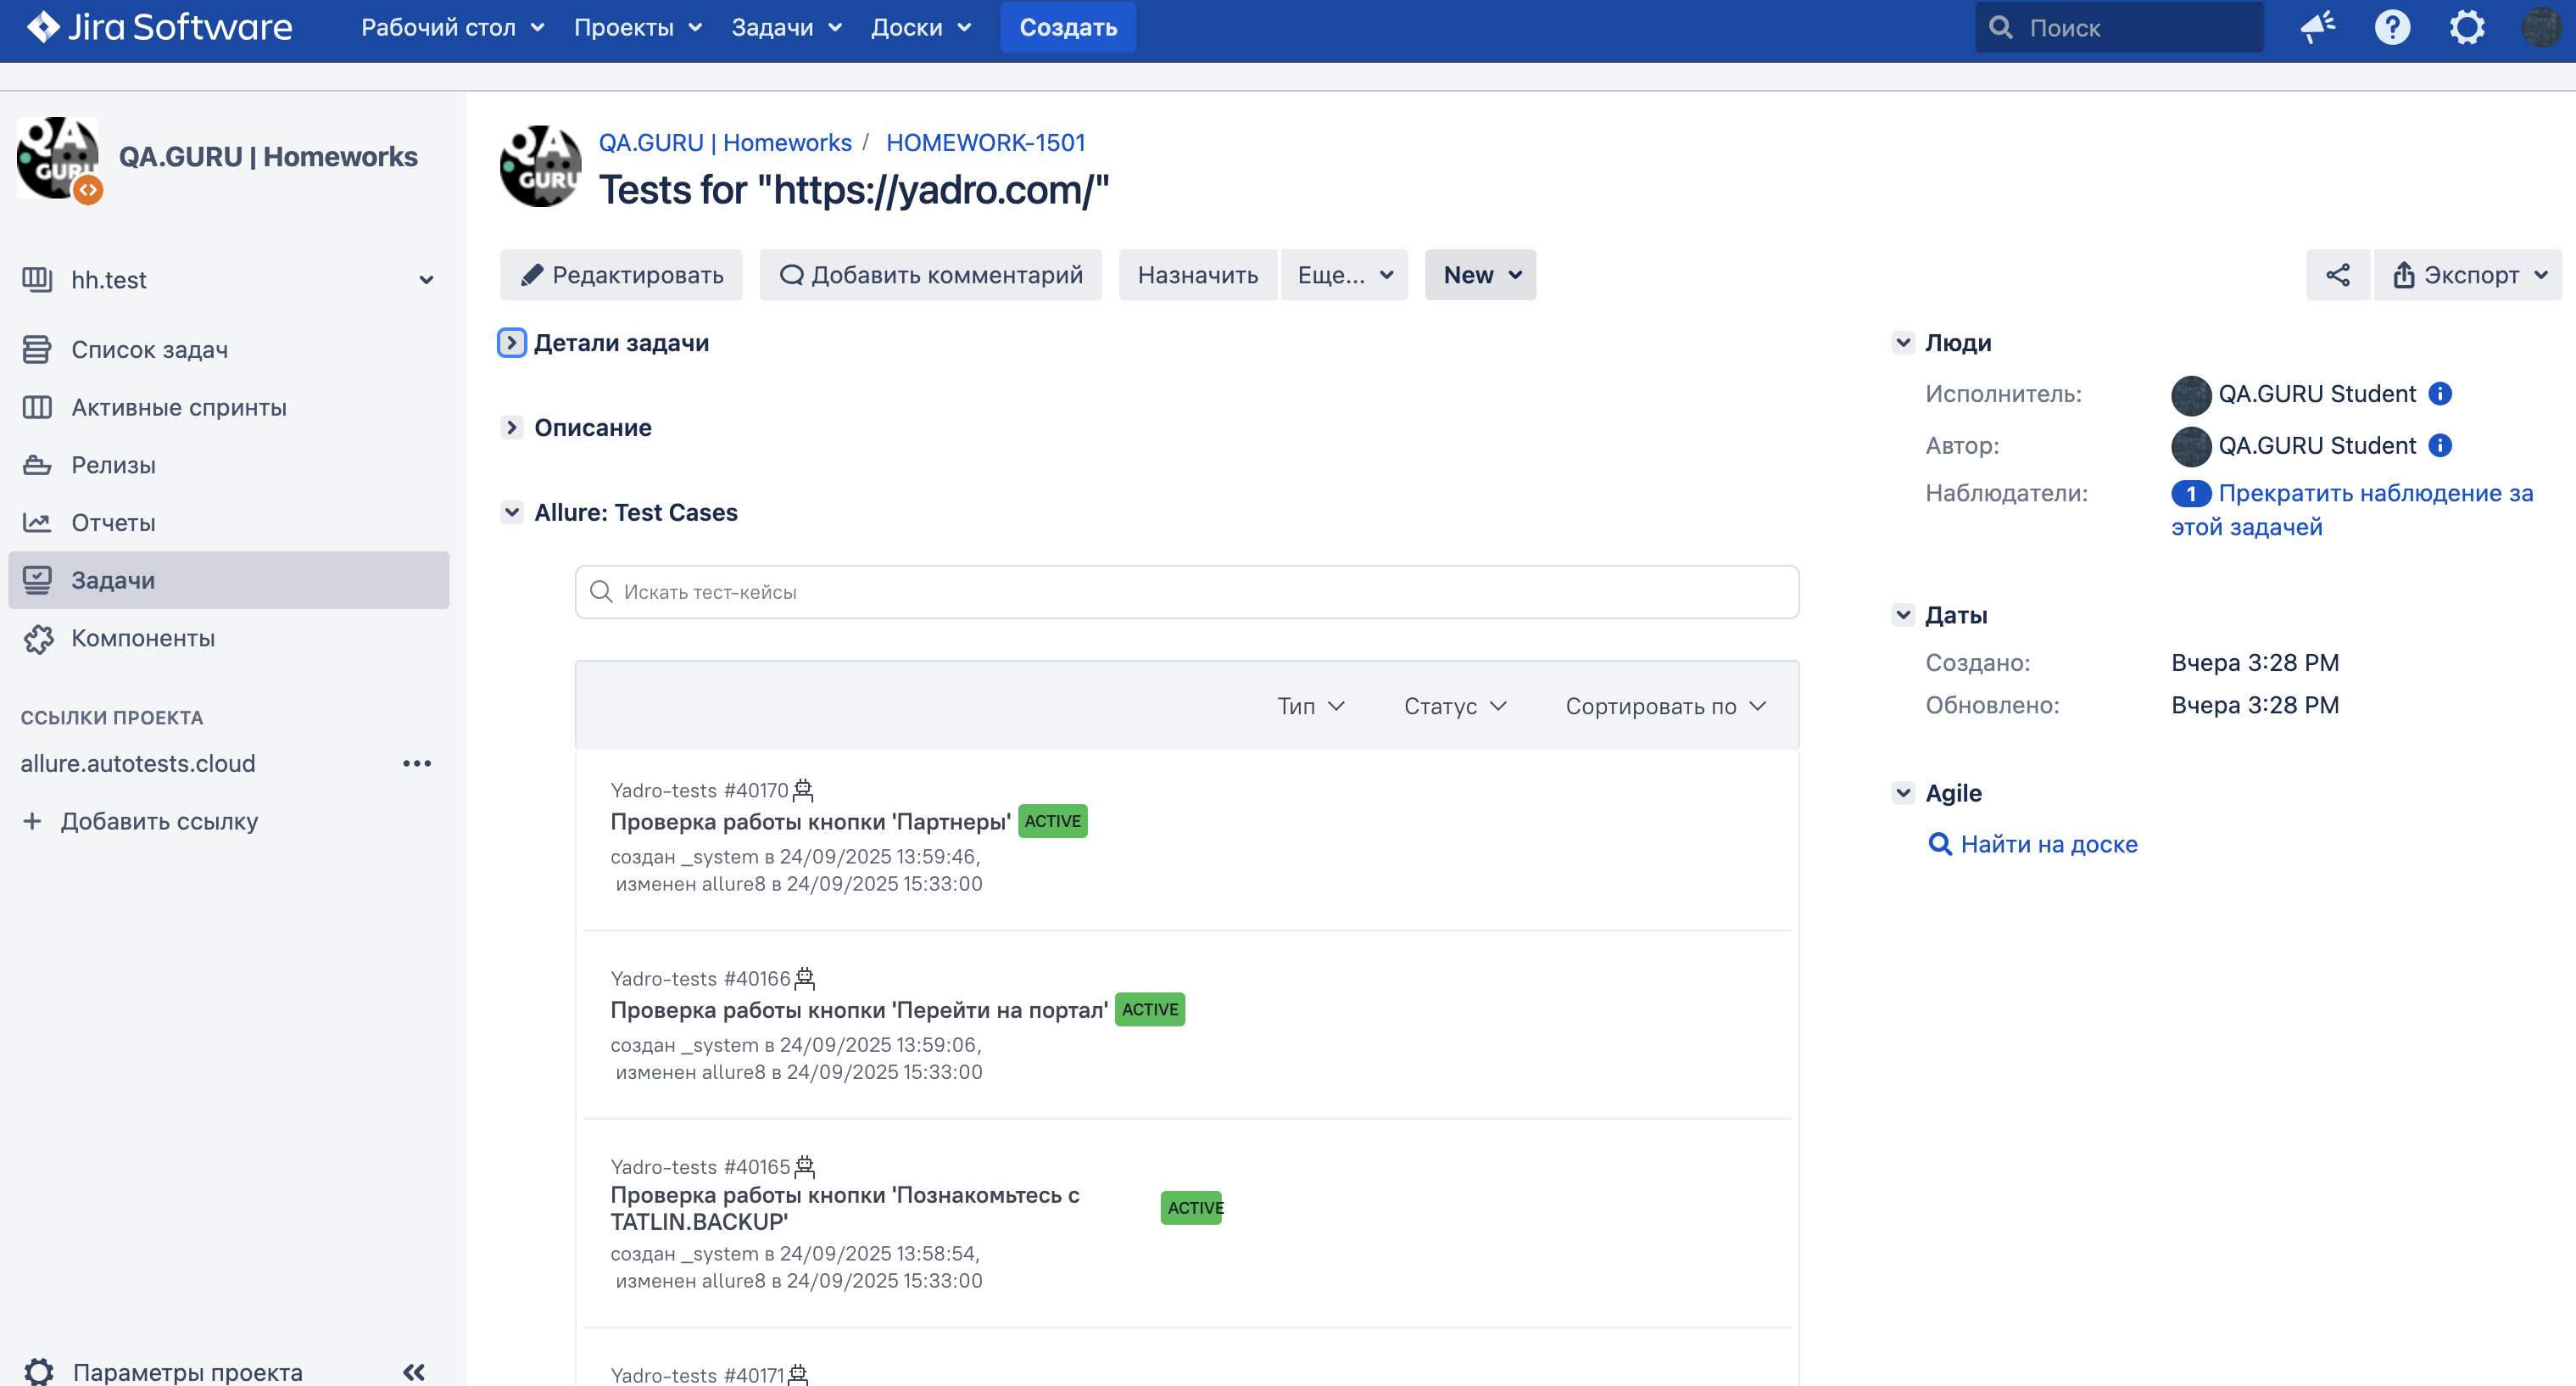 Jira Software
Рабочий стол
Проекты
Задачи
Доски
Создать
Поиск
QA GURU
QA.GURU | Homeworks
hh.test
Список задач
Активные спринты
Релизы
Отчеты
Задачи
Компоненты
ССЫЛКИ ПРОЕКТА
allure.autotests.cloud
Добавить ссылку
Параметры проекта
QA GURU
QA.GURU | Homeworks / HOMEWORK-1501
Tests for "https://yadro.com/"
Редактировать
Добавить комментарий
Назначить
Еще...
New
Экспорт
Детали задачи
Описание
Allure: Test Cases
Искать тест-кейсы
Тип
Статус
Сортировать по
Yadro-tests #40170
Проверка работы кнопки 'Партнеры' ACTIVE
создан _system в 24/09/2025 13:59:46,
изменен allure8 в 24/09/2025 15:33:00
Yadro-tests #40166
Проверка работы кнопки 'Перейти на портал' ACTIVE
создан _system в 24/09/2025 13:59:06,
изменен allure8 в 24/09/2025 15:33:00
Yadro-tests #40165
Проверка работы кнопки 'Познакомьтесь с
TATLIN.BACKUP'
ACTIVE
создан _system в 24/09/2025 13:58:54,
изменен allure8 в 24/09/2025 15:33:00
Yadro-tests #40171
Люди
Исполнитель: QA.GURU Student
Автор: QA.GURU Student
Наблюдатели: 1 Прекратить наблюдение за
этой задачей
Даты
Создано: Вчера 3:28 PM
Обновлено: Вчера 3:28 PM
Agile
Найти на доске